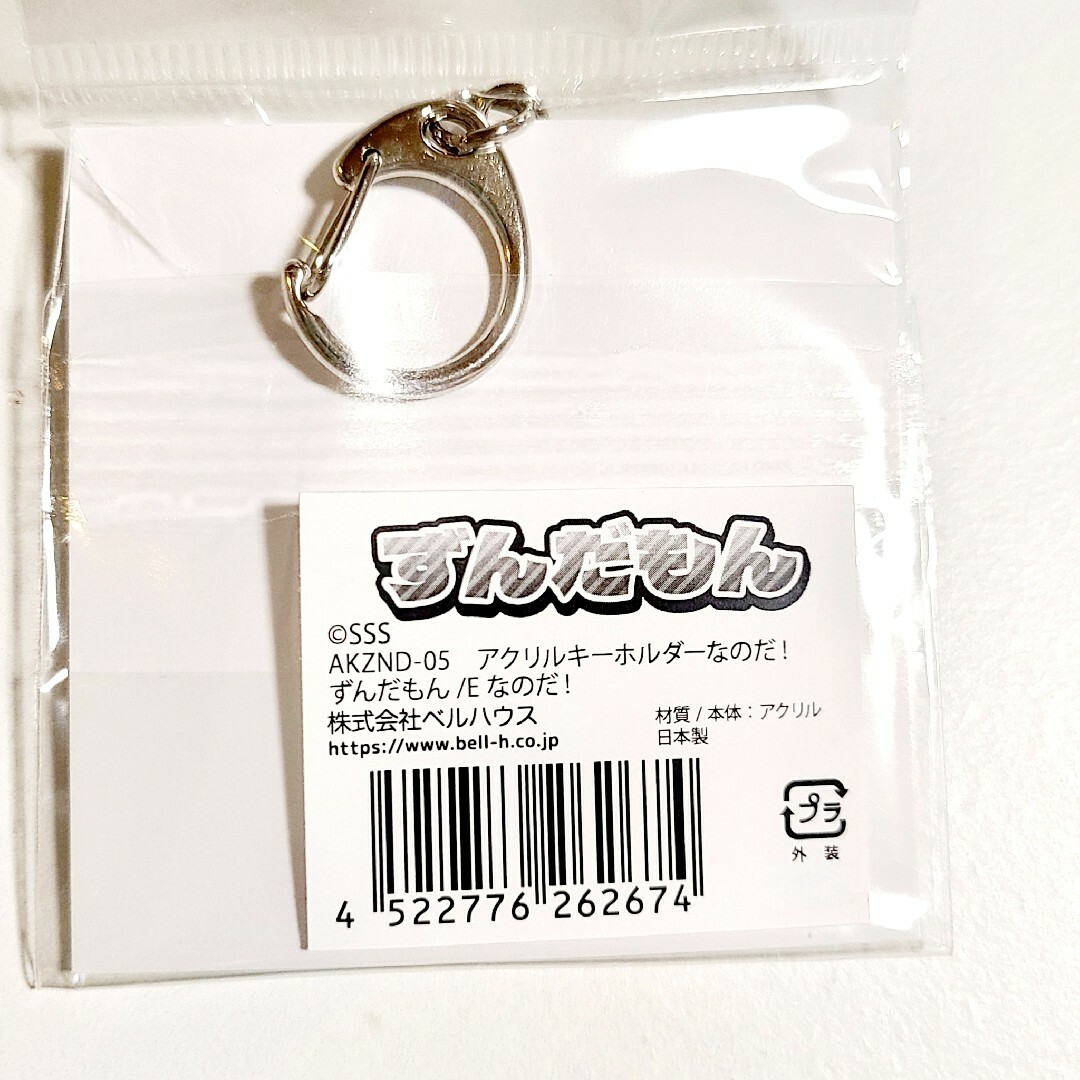 ずんだもん
©SSS
AKZND-05　アクリルキーホルダーなのだ！
ずんだもん /E なのだ！
株式会社ベルハウス
https://www.bell-h.co.jp
材質 / 本体：アクリル
日本製
プラ
外 装
4 522776 262674